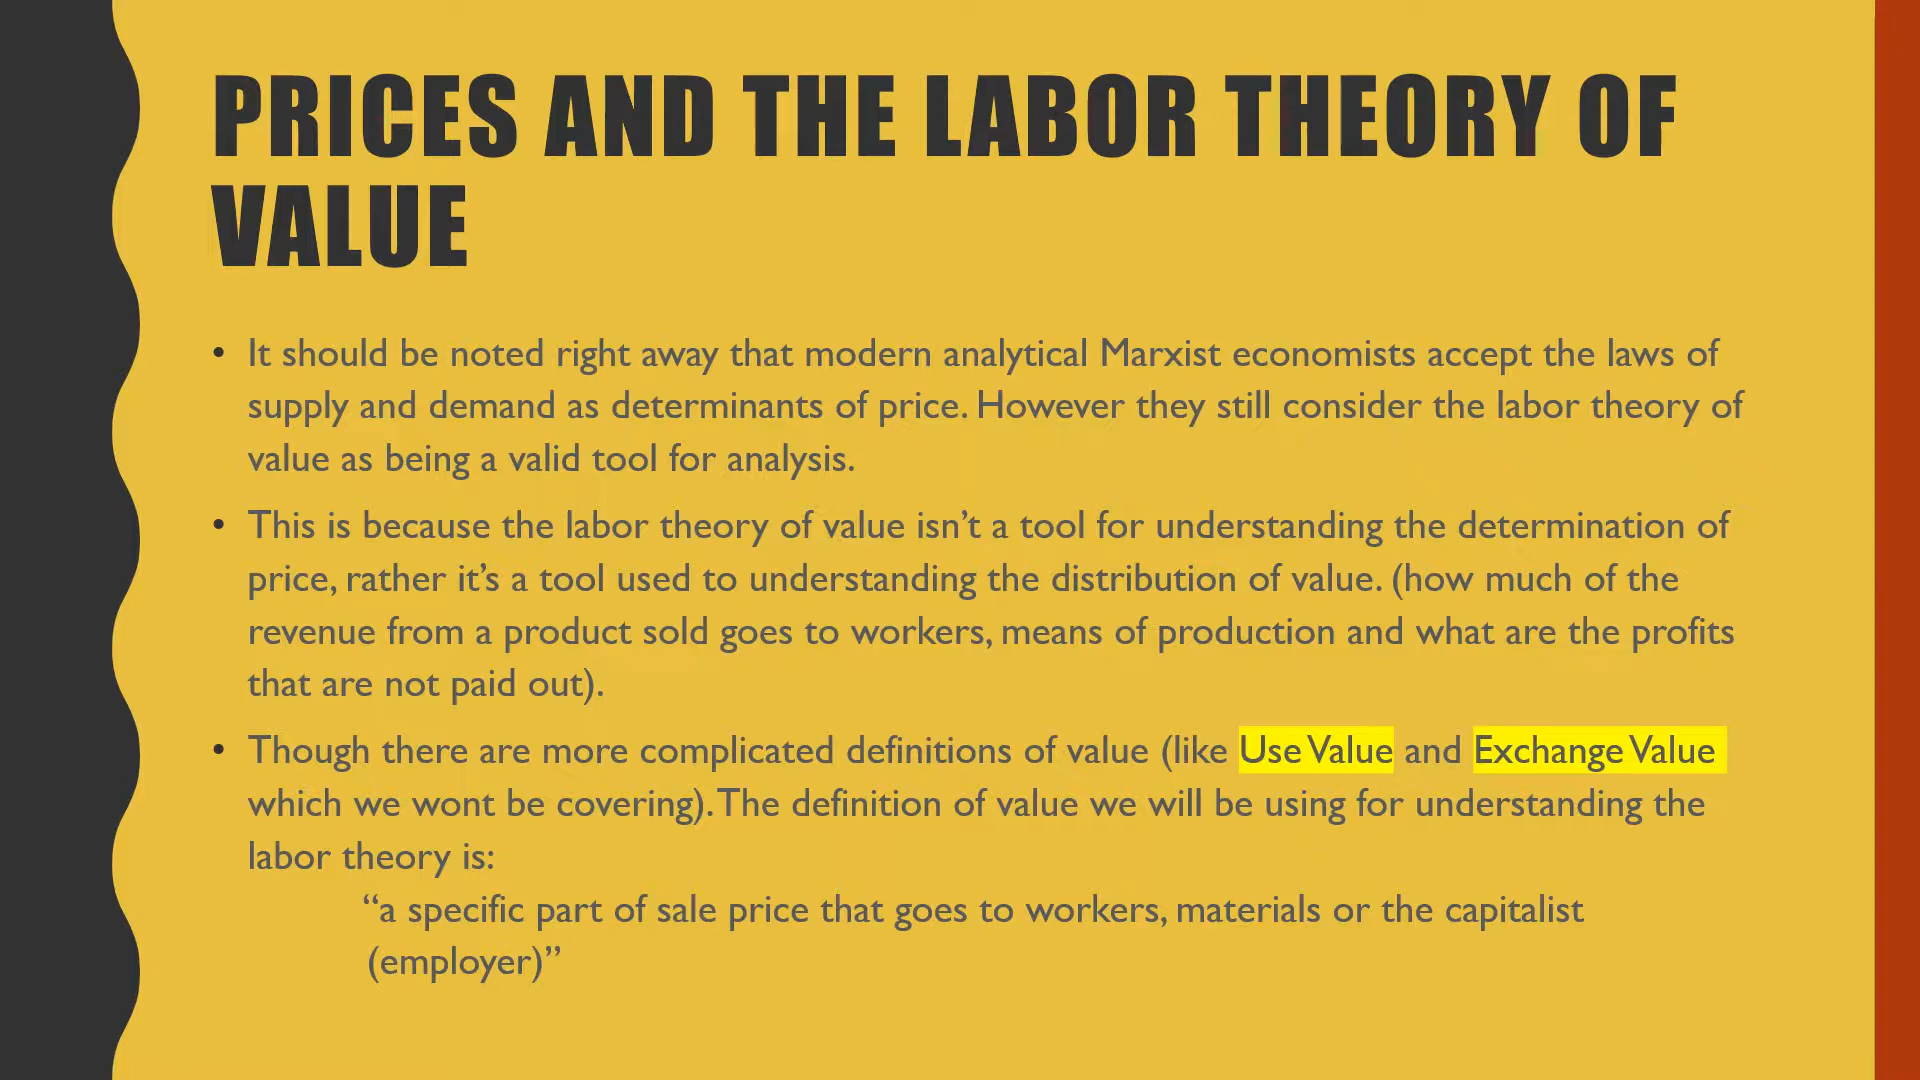 PRICES AND THE LABOR THEORY OF
VALUE
• It should be noted right away that modern analytical Marxist economists accept the laws of
supply and demand as determinants of price. However they still consider the labor theory of
value as being a valid tool for analysis.
• This is because the labor theory of value isn’t a tool for understanding the determination of
price, rather it’s a tool used to understanding the distribution of value. (how much of the
revenue from a product sold goes to workers, means of production and what are the profits
that are not paid out).
• Though there are more complicated definitions of value (like Use Value and Exchange Value
which we wont be covering). The definition of value we will be using for understanding the
labor theory is:
“a specific part of sale price that goes to workers, materials or the capitalist
(employer)”